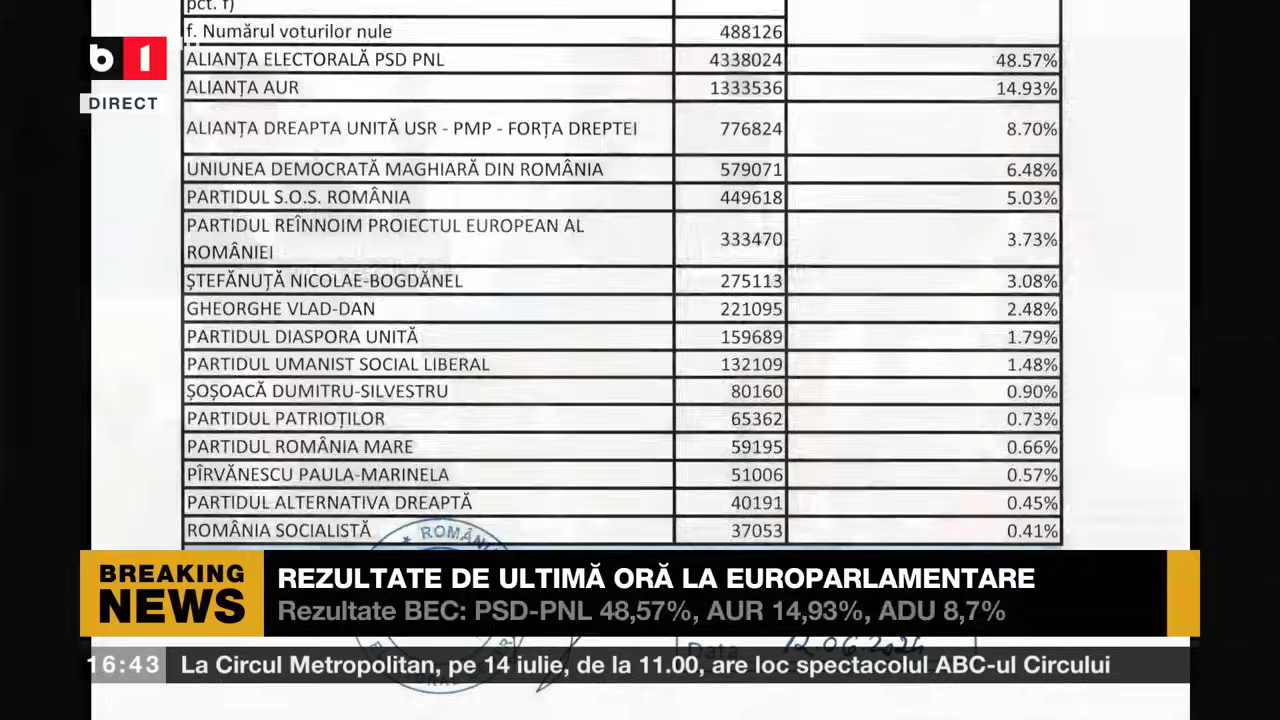 pct. f)
f. Numărul voturilor nule 488126
ALIANȚA ELECTORALĂ PSD PNL 4338024 48.57%
ALIANȚA AUR 1333536 14.93%
ALIANȚA DREAPTA UNITĂ USR - PMP - FORȚA DREPTEI 776824 8.70%
UNIUNEA DEMOCRATĂ MAGHIARĂ DIN ROMÂNIA 579071 6.48%
PARTIDUL S.O.S. ROMÂNIA 449618 5.03%
PARTIDUL REÎNNOIM PROIECTUL EUROPEAN AL
ROMÂNIEI 333470 3.73%
ȘTEFĂNUȚĂ NICOLAE-BOGDĂNEL 275113 3.08%
GHEORGHE VLAD-DAN 221095 2.48%
PARTIDUL DIASPORA UNITĂ 159689 1.79%
PARTIDUL UMANIST SOCIAL LIBERAL 132109 1.48%
ȘOȘOACĂ DUMITRU-SILVESTRU 80160 0.90%
PARTIDUL PATRIOȚILOR 65362 0.73%
PARTIDUL ROMÂNIA MARE 59195 0.66%
PÎRVĂNESCU PAULA-MARINELA 51006 0.57%
PARTIDUL ALTERNATIVA DREAPTĂ 40191 0.45%
ROMÂNIA SOCIALISTĂ 37053 0.41%
b1
DIRECT
BREAKING
NEWS
REZULTATE DE ULTIMĂ ORĂ LA EUROPARLAMENTARE
Rezultate BEC: PSD-PNL 48,57%, AUR 14,93%, ADU 8,7%
Data 12.06.2024
16:43 La Circul Metropolitan, pe 14 iulie, de la 11.00, are loc spectacolul ABC-ul Circului